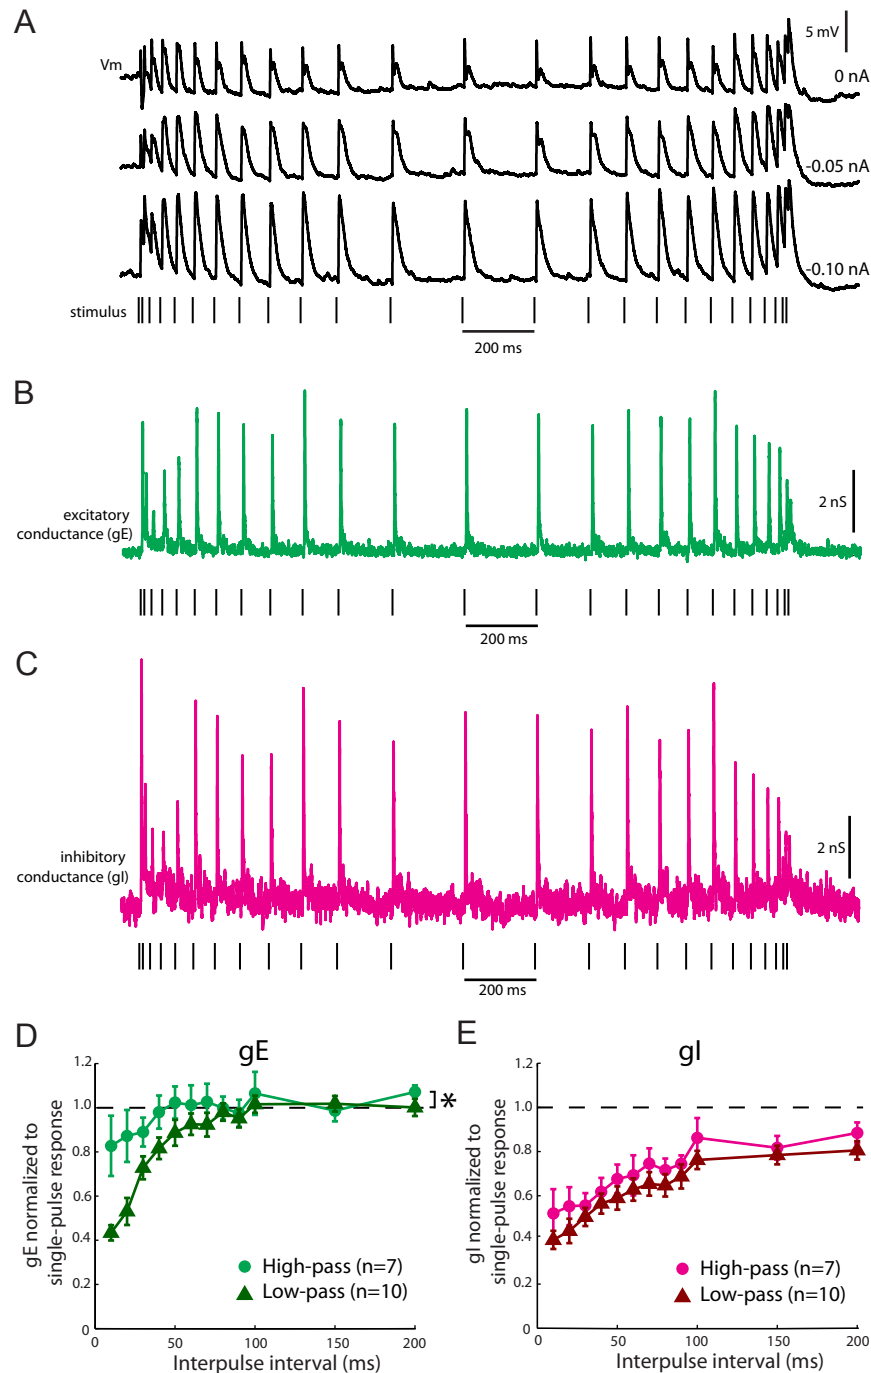 A
5 mV
Vm
0 nA
-0.05 nA
-0.10 nA
stimulus
200 ms
B
excitatory
conductance (gE)
2 nS
200 ms
C
inhibitory
conductance (gI)
2 nS
200 ms
D
gE
1.2
1.0
0.8
0.6
0.4
0.2
0
gE normalized to
single-pulse response
*
High-pass (n=7)
Low-pass (n=10)
0 50 100 150 200
Interpulse interval (ms)
E
gI
1.2
1.0
0.8
0.6
0.4
0.2
0
gI normalized to
single-pulse response
High-pass (n=7)
Low-pass (n=10)
0 50 100 150 200
Interpulse interval (ms)